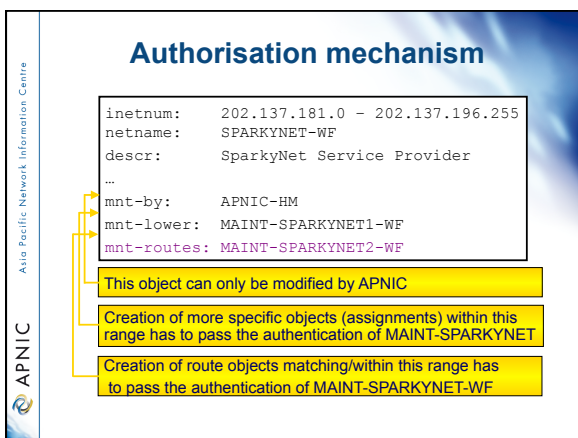 Authorisation mechanism
inetnum: 202.137.181.0 – 202.137.196.255
netname: SPARKYNET-WF
descr: SparkyNet Service Provider
…
mnt-by: APNIC-HM
mnt-lower: MAINT-SPARKYNET1-WF
mnt-routes: MAINT-SPARKYNET2-WF
This object can only be modified by APNIC
Creation of more specific objects (assignments) within this
range has to pass the authentication of MAINT-SPARKYNET
Creation of route objects matching/within this range has
to pass the authentication of MAINT-SPARKYNET-WF
Asia Pacific Network Information Centre
APNIC